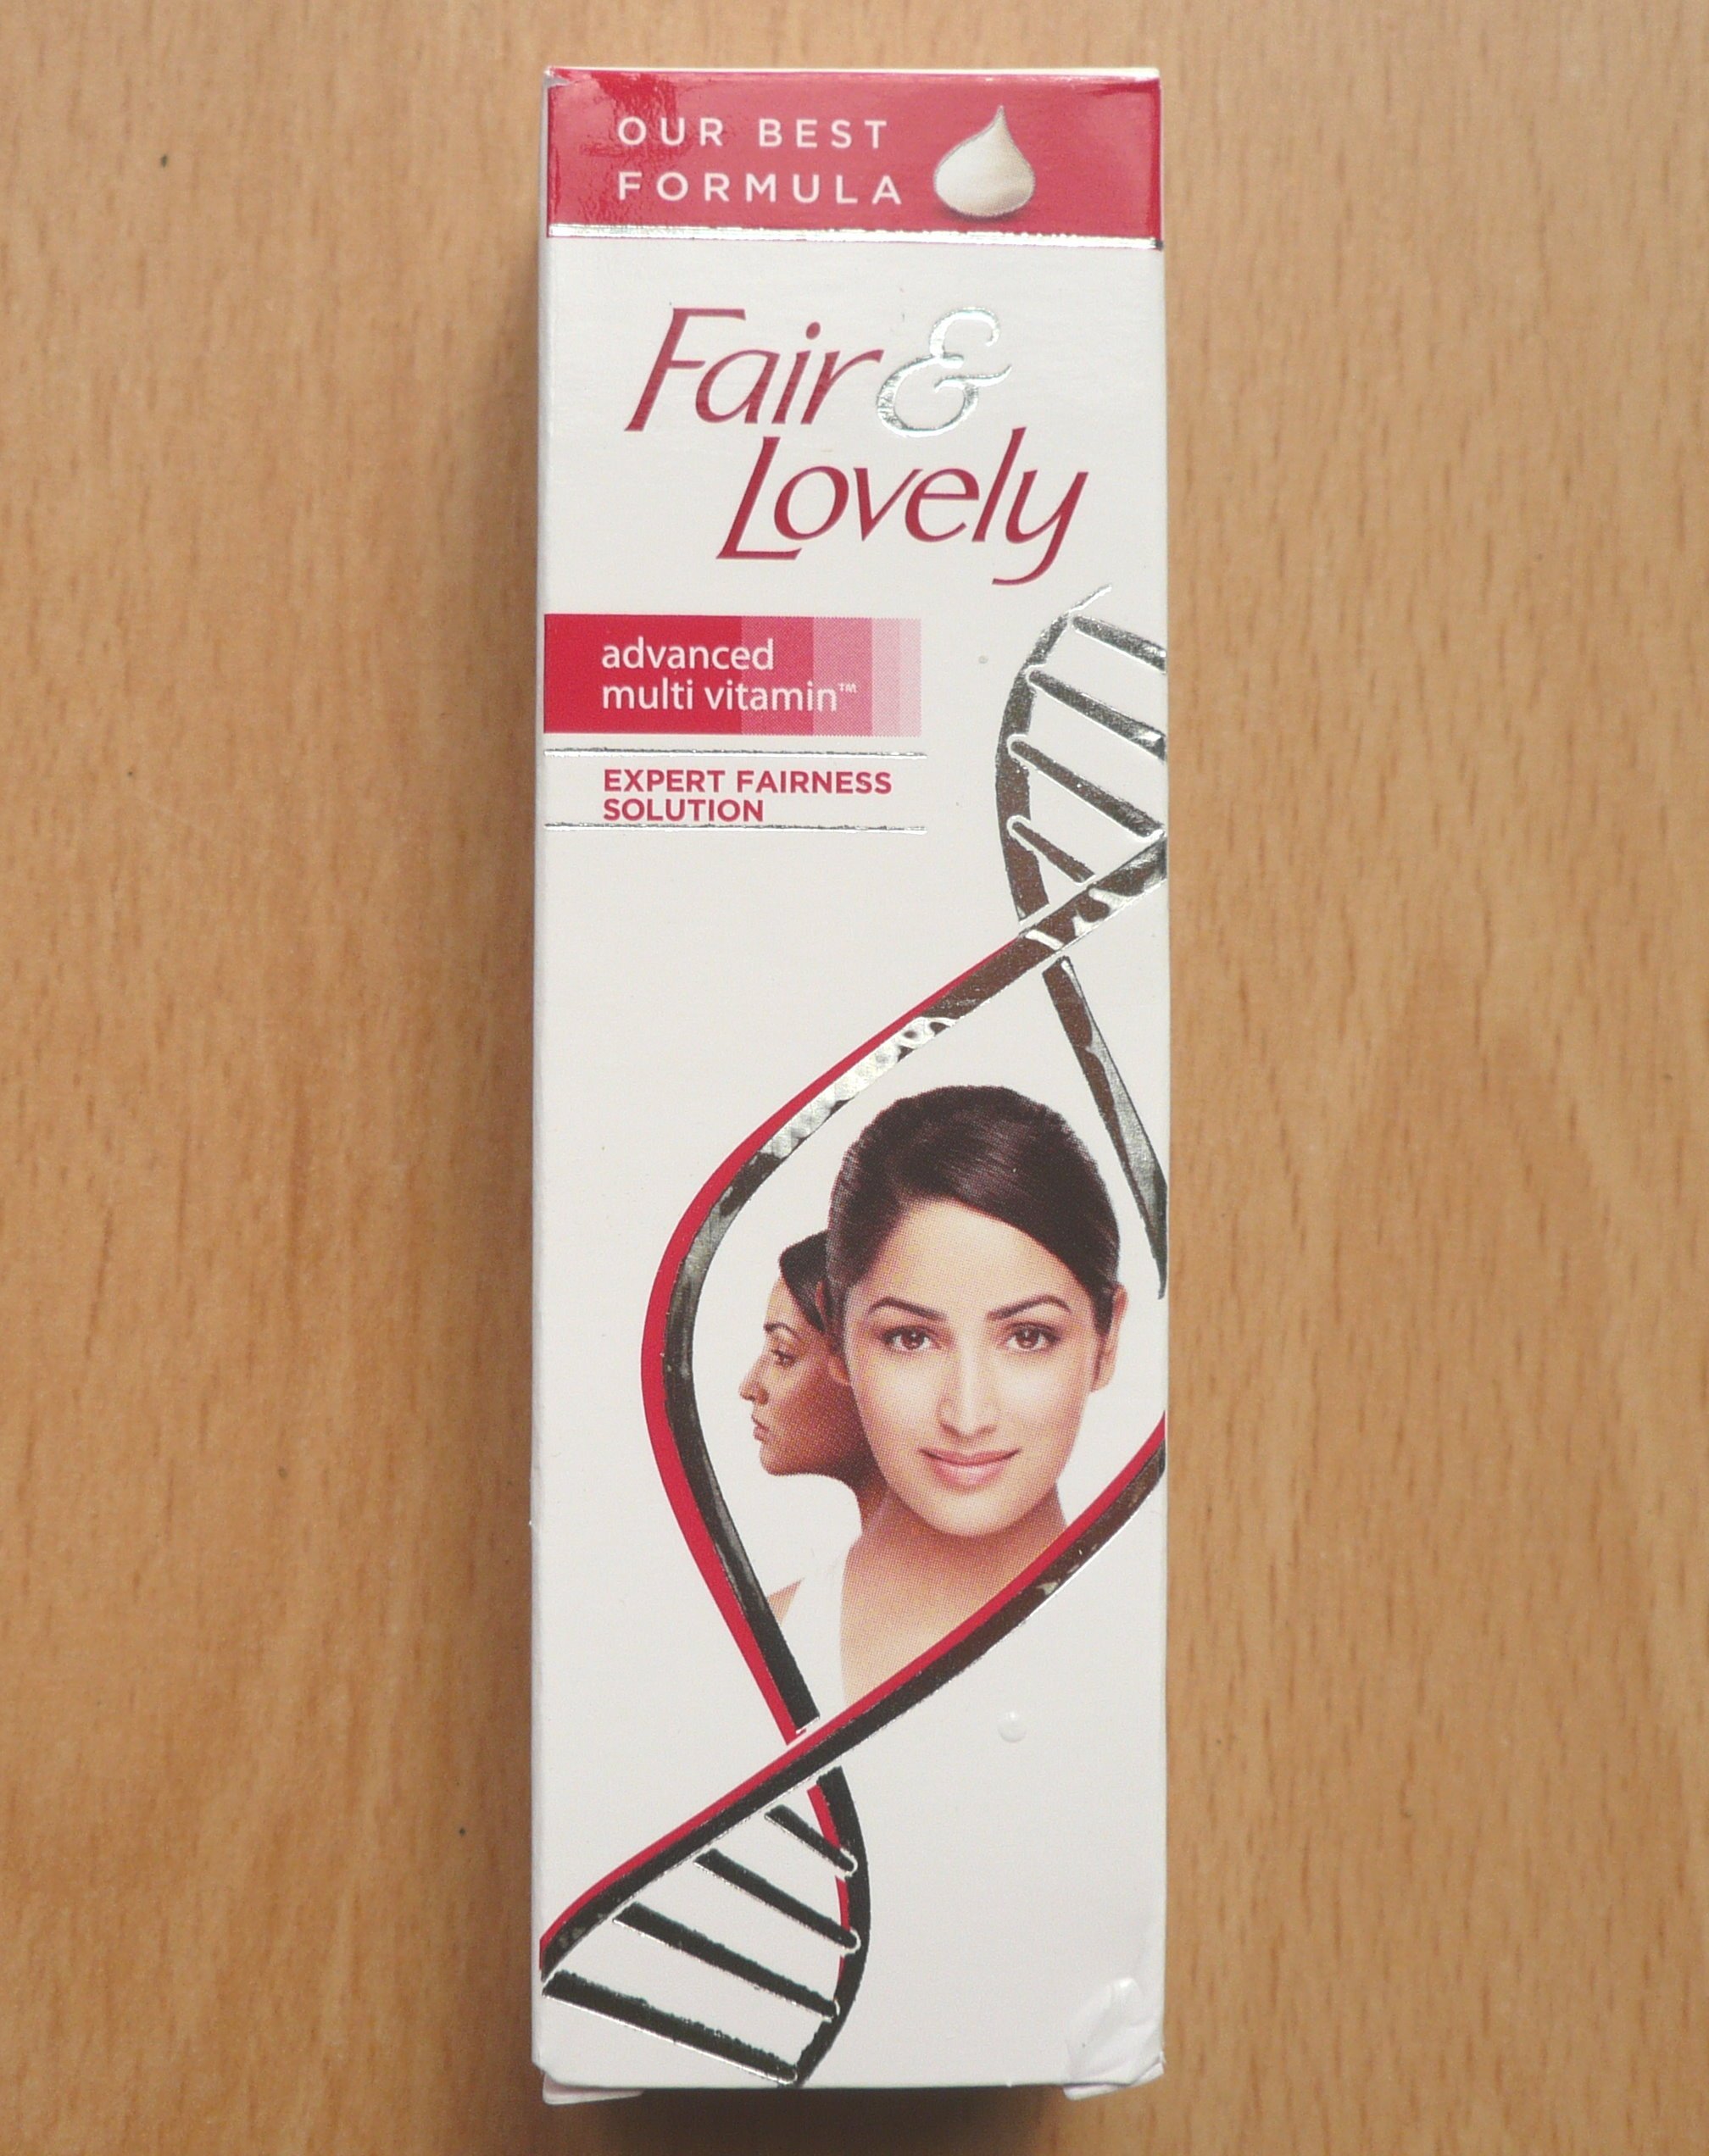 OUR BEST
FORMULA
Fair &
Lovely
advanced
multi vitamin™
EXPERT FAIRNESS
SOLUTION